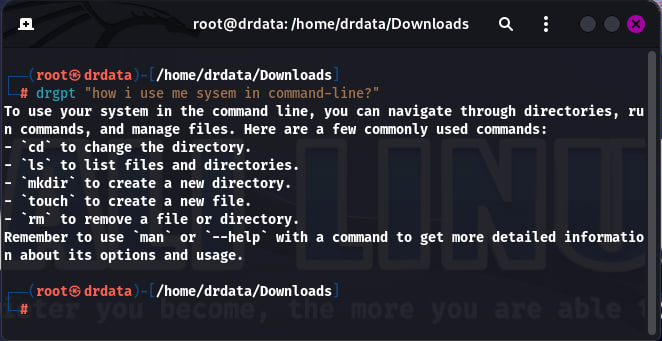 root@drdata: /home/drdata/Downloads
┌──(root㉿drdata)-[/home/drdata/Downloads]
└─# drgpt "how i use me sysem in command-line?"
To use your system in the command line, you can navigate through directories, ru
n commands, and manage files. Here are a few commonly used commands:
- `cd` to change the directory.
- `ls` to list files and directories.
- `mkdir` to create a new directory.
- `touch` to create a new file.
- `rm` to remove a file or directory.
Remember to use `man` or `--help` with a command to get more detailed informatio
n about its options and usage.
┌──(root㉿drdata)-[/home/drdata/Downloads]
└─#
you become, the more you are able